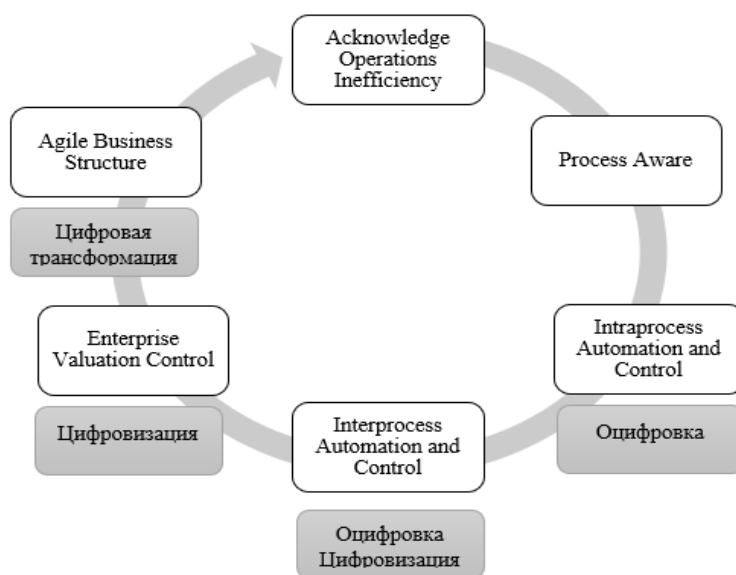 Acknowledge
Operations
Inefficiency
Process Aware
Intraprocess
Automation and
Control
Оцифровка
Interprocess
Automation and
Control
Оцифровка
Цифровизация
Enterprise
Valuation Control
Цифровизация
Agile Business
Structure
Цифровая
трансформация